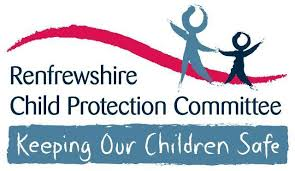 Renfrewshire
Child Protection Committee
Keeping Our Children Safe